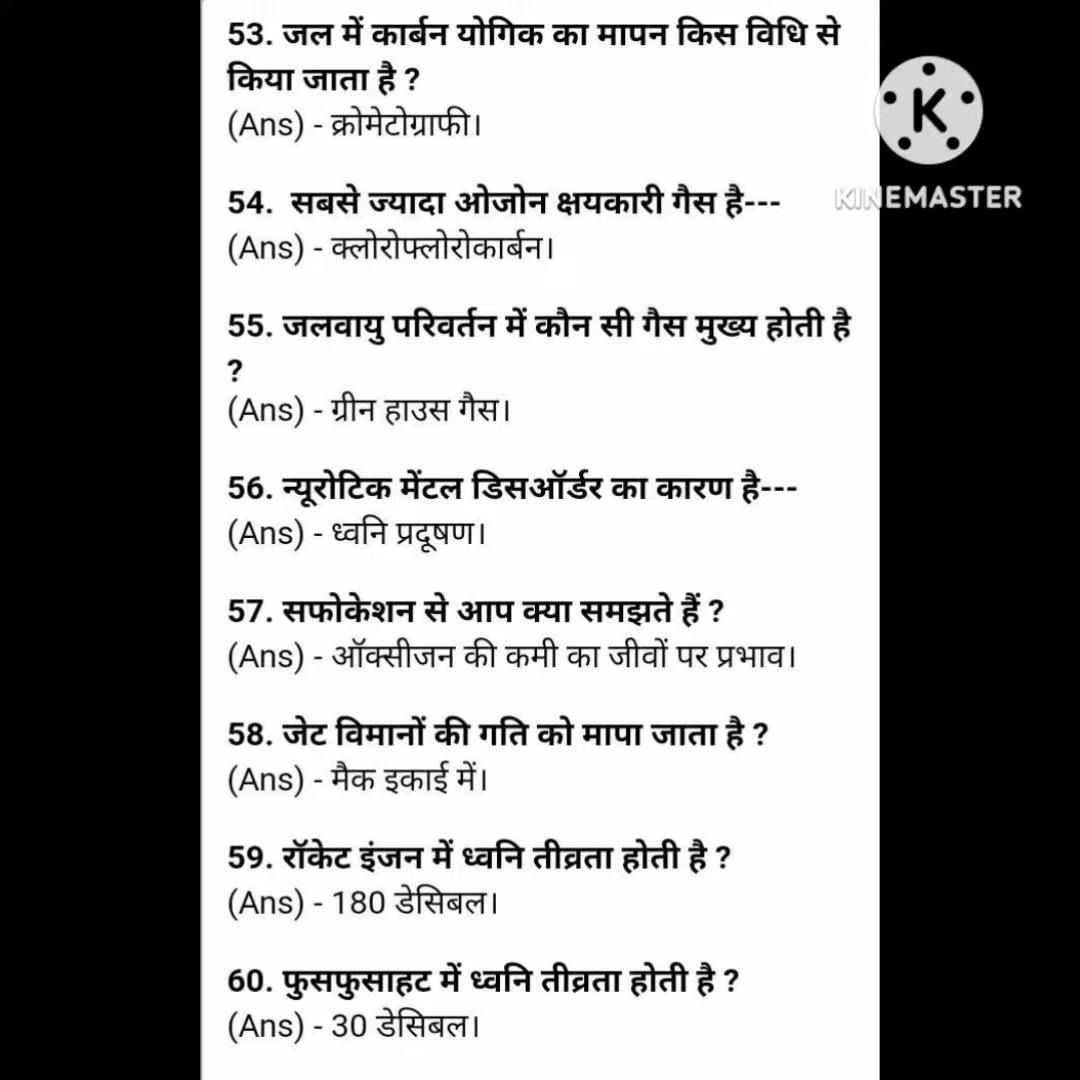 53. जल में कार्बन योगिक का मापन किस विधि से
किया जाता है ?
(Ans) - क्रोमेटोग्राफी।
K
KINEMASTER
54. सबसे ज्यादा ओजोन क्षयकारी गैस है---
(Ans) - क्लोरोफ्लोरोकार्बन।
55. जलवायु परिवर्तन में कौन सी गैस मुख्य होती है
?
(Ans) - ग्रीन हाउस गैस।
56. न्यूरोटिक मेंटल डिसऑर्डर का कारण है---
(Ans) - ध्वनि प्रदूषण।
57. सफोकेशन से आप क्या समझते हैं ?
(Ans) - ऑक्सीजन की कमी का जीवों पर प्रभाव।
58. जेट विमानों की गति को मापा जाता है ?
(Ans) - मैक इकाई में।
59. रॉकेट इंजन में ध्वनि तीव्रता होती है ?
(Ans) - 180 डेसिबल।
60. फुसफुसाहट में ध्वनि तीव्रता होती है ?
(Ans) - 30 डेसिबल।